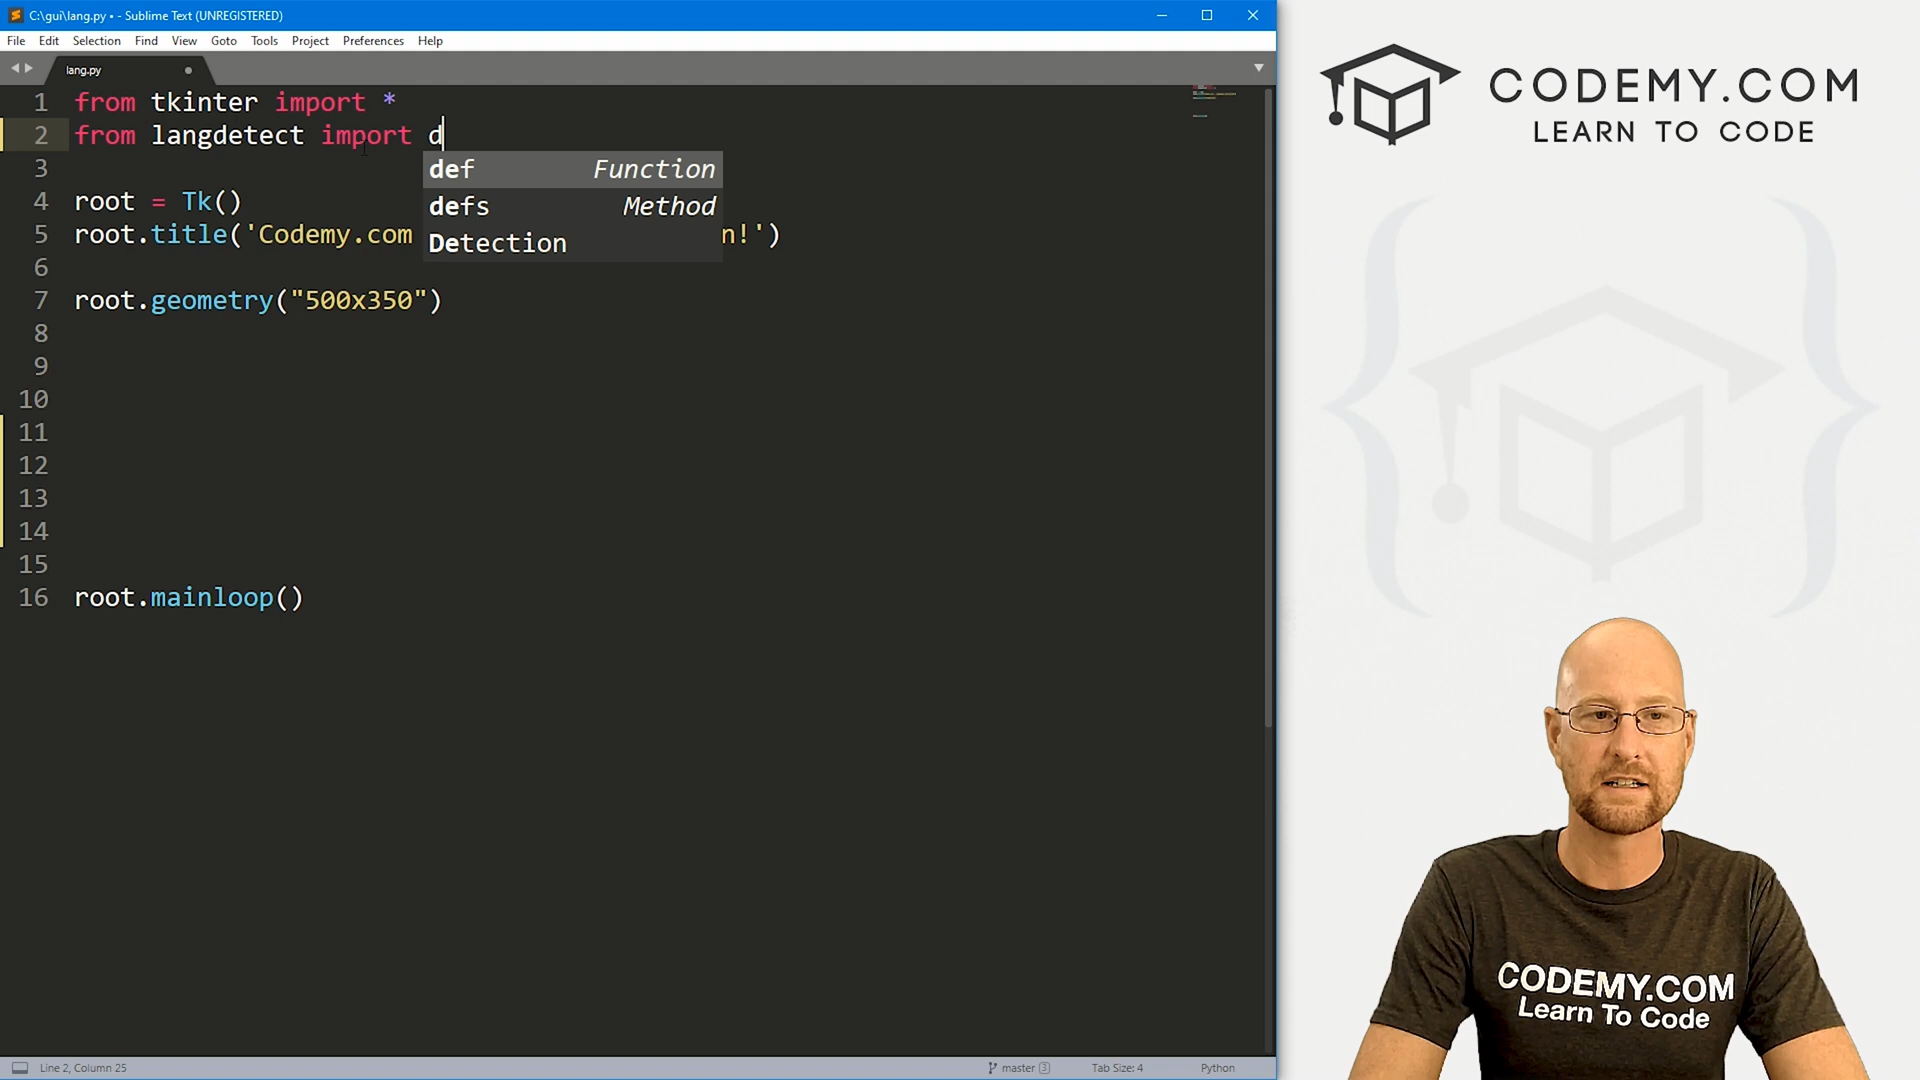 C:\gui\lang.py • - Sublime Text (UNREGISTERED)
File Edit Selection Find View Goto Tools Project Preferences Help
lang.py
1 from tkinter import *
2 from langdetect import d
def Function
defs Method
Detection
3
4 root = Tk()
5 root.title('Codemy.com n!')
6
7 root.geometry("500x350")
8
9
10
11
12
13
14
15
16 root.mainloop()
Line 2, Column 25
master 3
Tab Size: 4
Python
CODEMY.COM
LEARN TO CODE
CODEMY.COM
Learn To Code